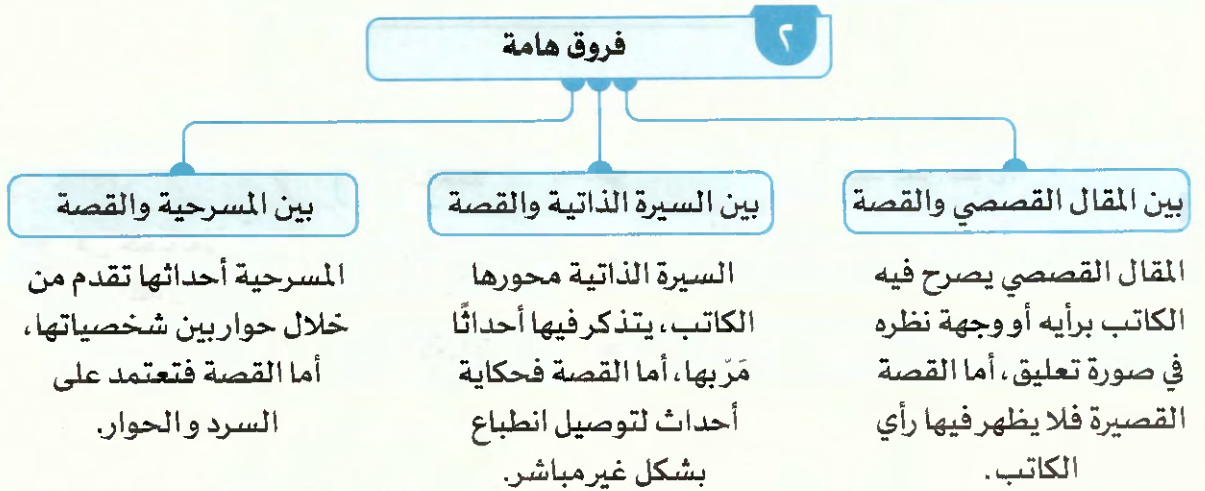 ٢
فروق هامة
بين المقال القصصي والقصة
المقال القصصي يصرح فيه
الكاتب برأيه أو وجهة نظره
في صورة تعليق، أما القصة
القصيرة فلا يظهر فيها رأي
الكاتب.
بين السيرة الذاتية والقصة
السيرة الذاتية محورها
الكاتب، يتذكر فيها أحداثًا
مَرّ بها، أما القصة فحكاية
أحداث لتوصيل انطباع
بشكل غير مباشر.
بين المسرحية والقصة
المسرحية أحداثها تقدم من
خلال حوار بين شخصياتها،
أما القصة فتعتمد على
السرد والحوار.